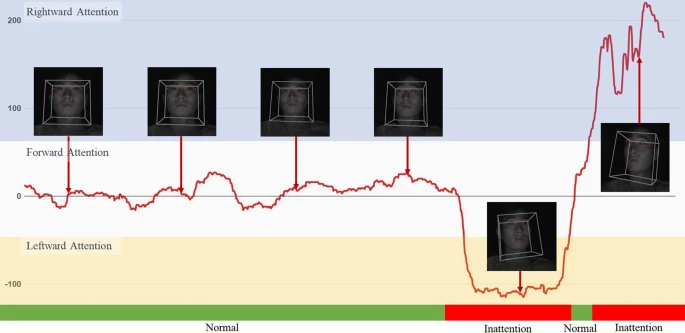 Rightward Attention
200
100
Forward Attention
0
Leftward Attention
-100
Normal Inattention Normal Inattention